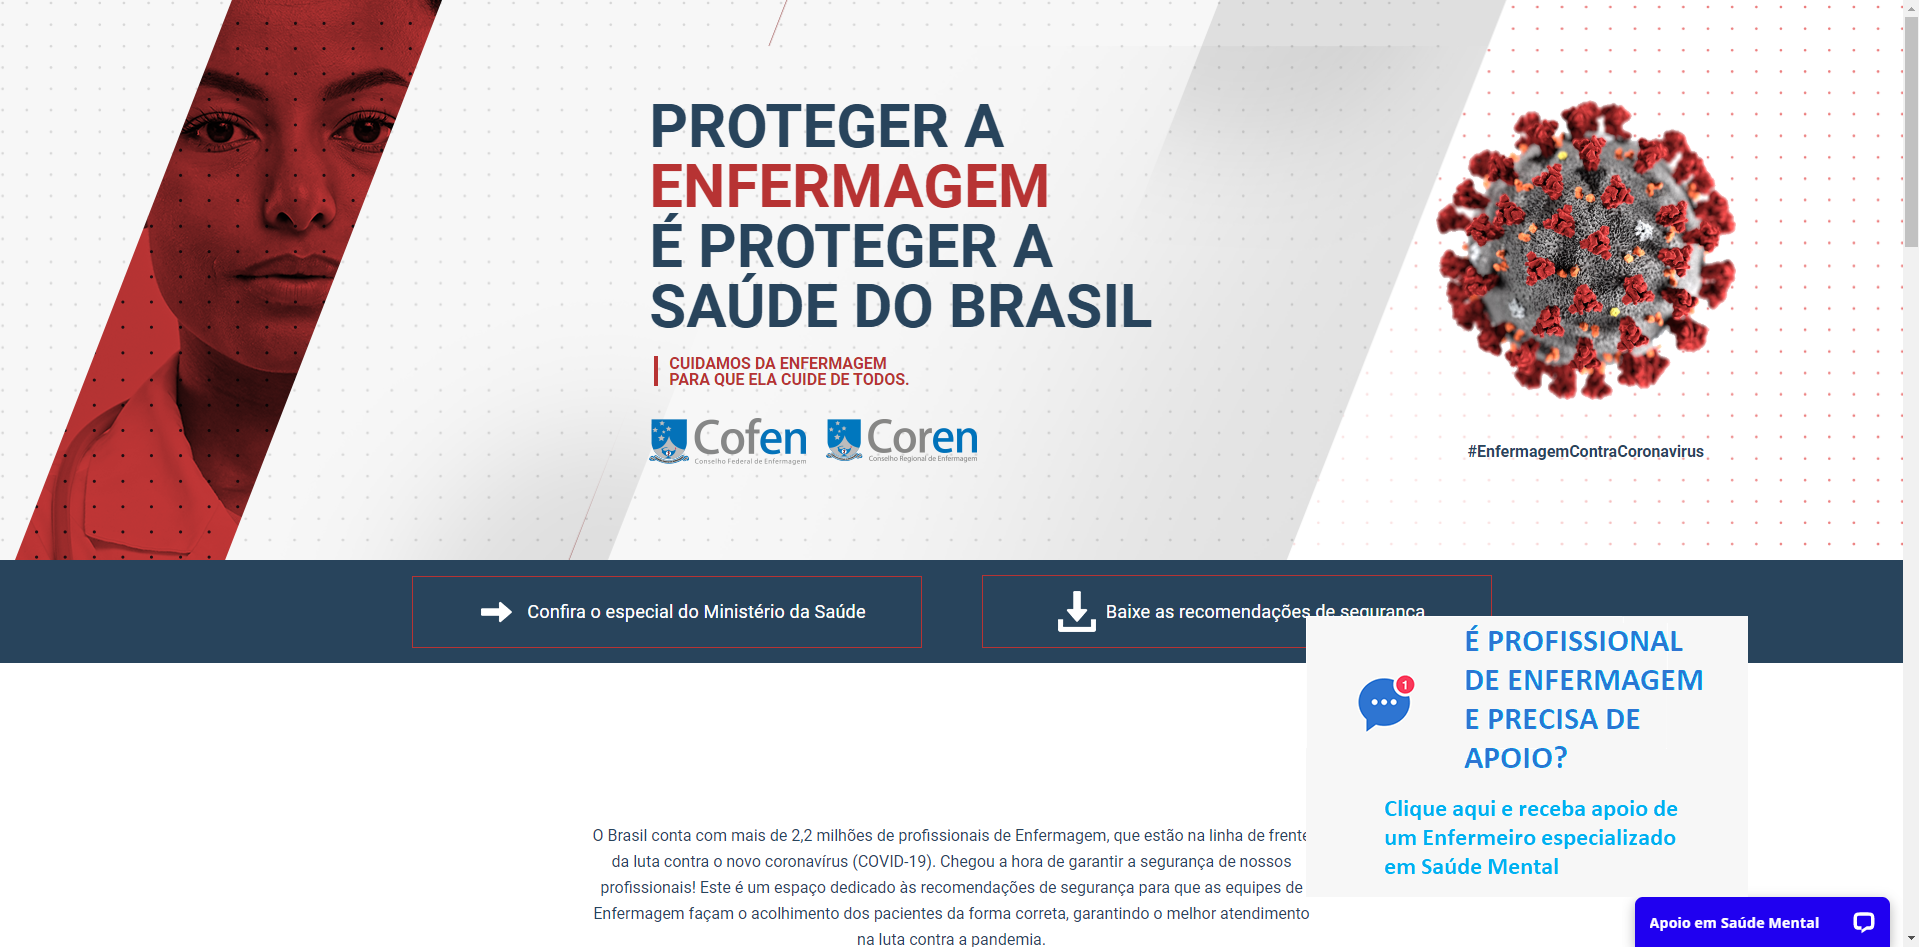 PROTEGER A
ENFERMAGEM
É PROTEGER A
SAÚDE DO BRASIL
CUIDAMOS DA ENFERMAGEM
PARA QUE ELA CUIDE DE TODOS.
Cofen
Conselho Federal de Enfermagem
Coren
Conselho Regional de Enfermagem
#EnfermagemContraCoronavirus
Confira o especial do Ministério da Saúde
Baixe as recomendações de segurança
1
É PROFISSIONAL
DE ENFERMAGEM
E PRECISA DE
APOIO?
Clique aqui e receba apoio de
um Enfermeiro especializado
em Saúde Mental
O Brasil conta com mais de 2,2 milhões de profissionais de Enfermagem, que estão na linha de frente
da luta contra o novo coronavírus (COVID-19). Chegou a hora de garantir a segurança de nossos
profissionais! Este é um espaço dedicado às recomendações de segurança para que as equipes de
Enfermagem façam o acolhimento dos pacientes da forma correta, garantindo o melhor atendimento
na luta contra a pandemia.
Apoio em Saúde Mental